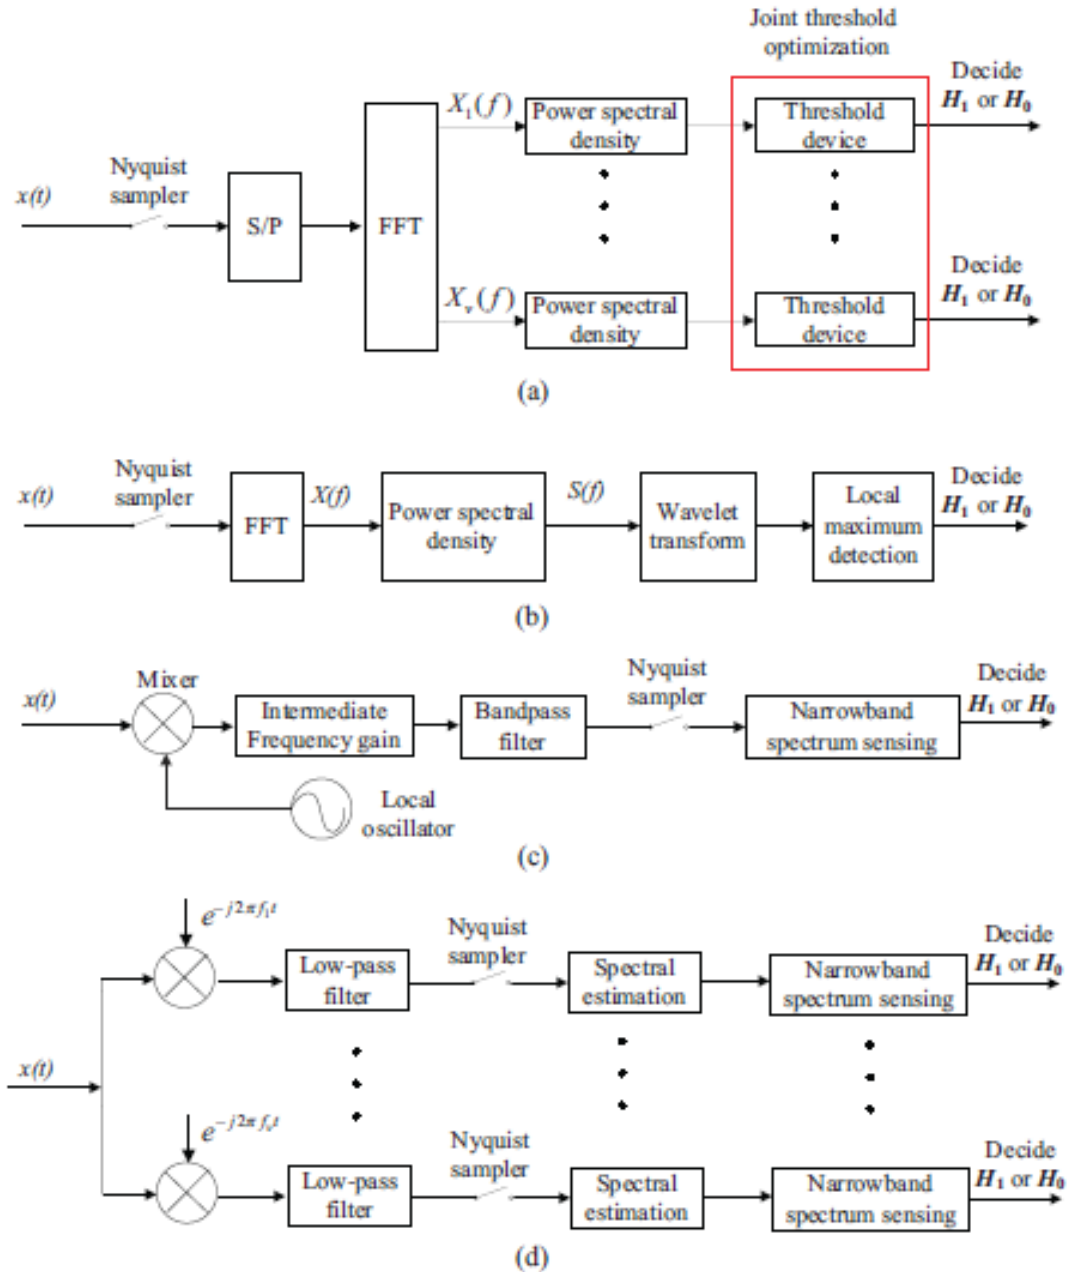 Joint threshold
optimization
Decide
H₁ or H₀
X₁(f)
Power spectral
density
Threshold
device
Nyquist
sampler
x(t)
S/P
FFT
Decide
H₁ or H₀
Xᵥ(f)
Power spectral
density
Threshold
device
(a)
Nyquist
sampler
x(t)
FFT
X(f)
Power spectral
density
S(f)
Wavelet
transform
Local
maximum
detection
Decide
H₁ or H₀
(b)
x(t)
Mixer
Intermediate
Frequency gain
Bandpass
filter
Nyquist
sampler
Narrowband
spectrum sensing
Decide
H₁ or H₀
Local
oscillator
(c)
e^{-j2πf₁t}
Low-pass
filter
Nyquist
sampler
Spectral
estimation
Narrowband
spectrum sensing
Decide
H₁ or H₀
x(t)
e^{-j2πfᵥt}
Low-pass
filter
Nyquist
sampler
Spectral
estimation
Narrowband
spectrum sensing
Decide
H₁ or H₀
(d)